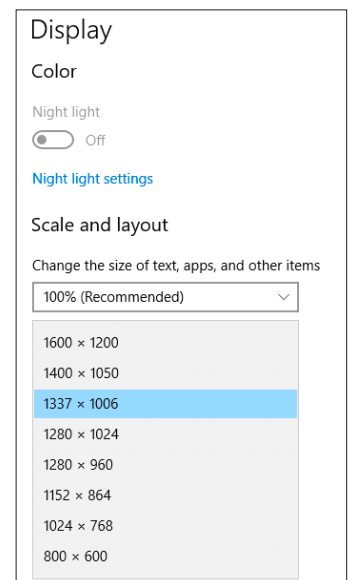 Display
Color
Night light
Off
Night light settings
Scale and layout
Change the size of text, apps, and other items
100% (Recommended)
1600 × 1200
1400 × 1050
1337 × 1006
1280 × 1024
1280 × 960
1152 × 864
1024 × 768
800 × 600